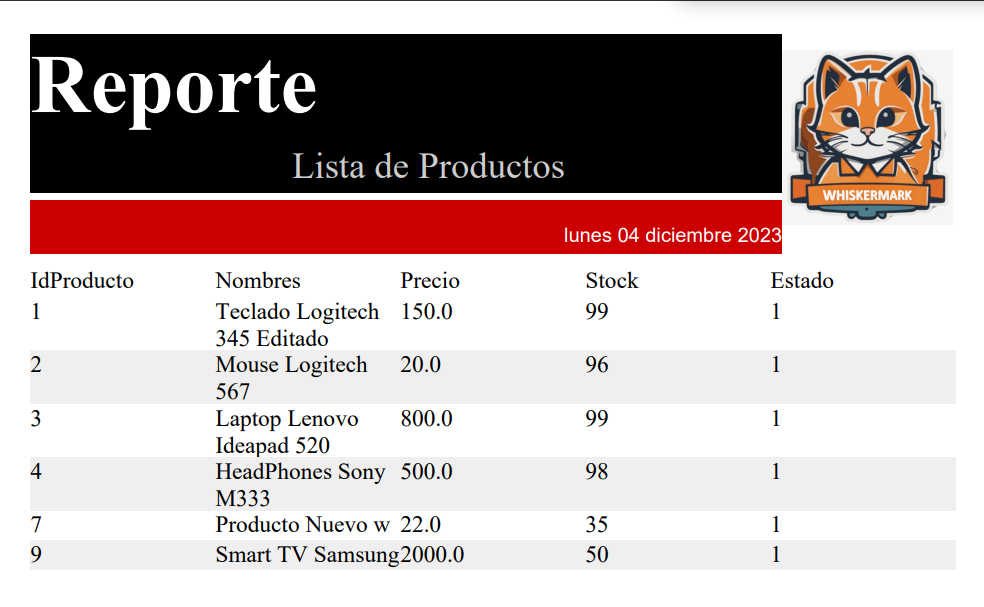 Reporte
Lista de Productos
WHISKERMARK
lunes 04 diciembre 2023
IdProducto Nombres Precio Stock Estado
1 Teclado Logitech 150.0 99 1
345 Editado
2 Mouse Logitech 20.0 96 1
567
3 Laptop Lenovo 800.0 99 1
Ideapad 520
4 HeadPhones Sony 500.0 98 1
M333
7 Producto Nuevo w 22.0 35 1
9 Smart TV Samsung 2000.0 50 1